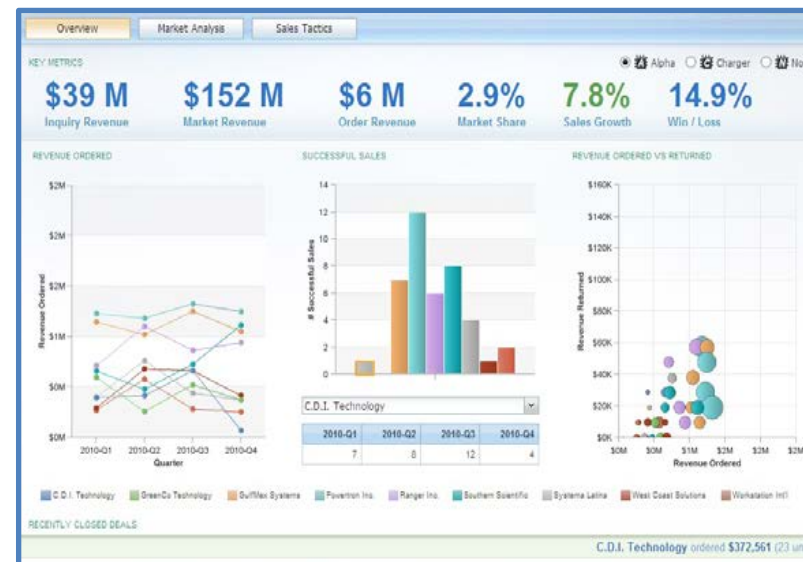 Overview Market Analysis Sales Tactics
KEY METRICS
Alpha Charger No
$39 M $152 M $6 M 2.9% 7.8% 14.9%
Inquiry Revenue Market Revenue Order Revenue Market Share Sales Growth Win / Loss
REVENUE ORDERED
$2M
$2M
$2M
$1M
$0M
$0M
Revenue Ordered
2010-Q1 2010-Q2 2010-Q3 2010-Q4
Quarter
SUCCESSFUL SALES
14
12
10
8
6
4
2
0
# Successful Sales
C.D.I. Technology
2010-Q1 2010-Q2 2010-Q3 2010-Q4
7 8 12 4
REVENUE ORDERED VS RETURNED
$160K
$140K
$120K
$100K
$80K
$60K
$40K
$20K
$0K
Revenue Returned
$0M $0M $1M $2M $2M $2M
Revenue Ordered
C.D.I. Technology GreenCo Technology GulfMex Systems Powertron Inc. Ranger Inc. Southern Scientific Systema Latina West Coast Solutions Workstation Int'l
RECENTLY CLOSED DEALS
C.D.I. Technology ordered $372,561 (23 un